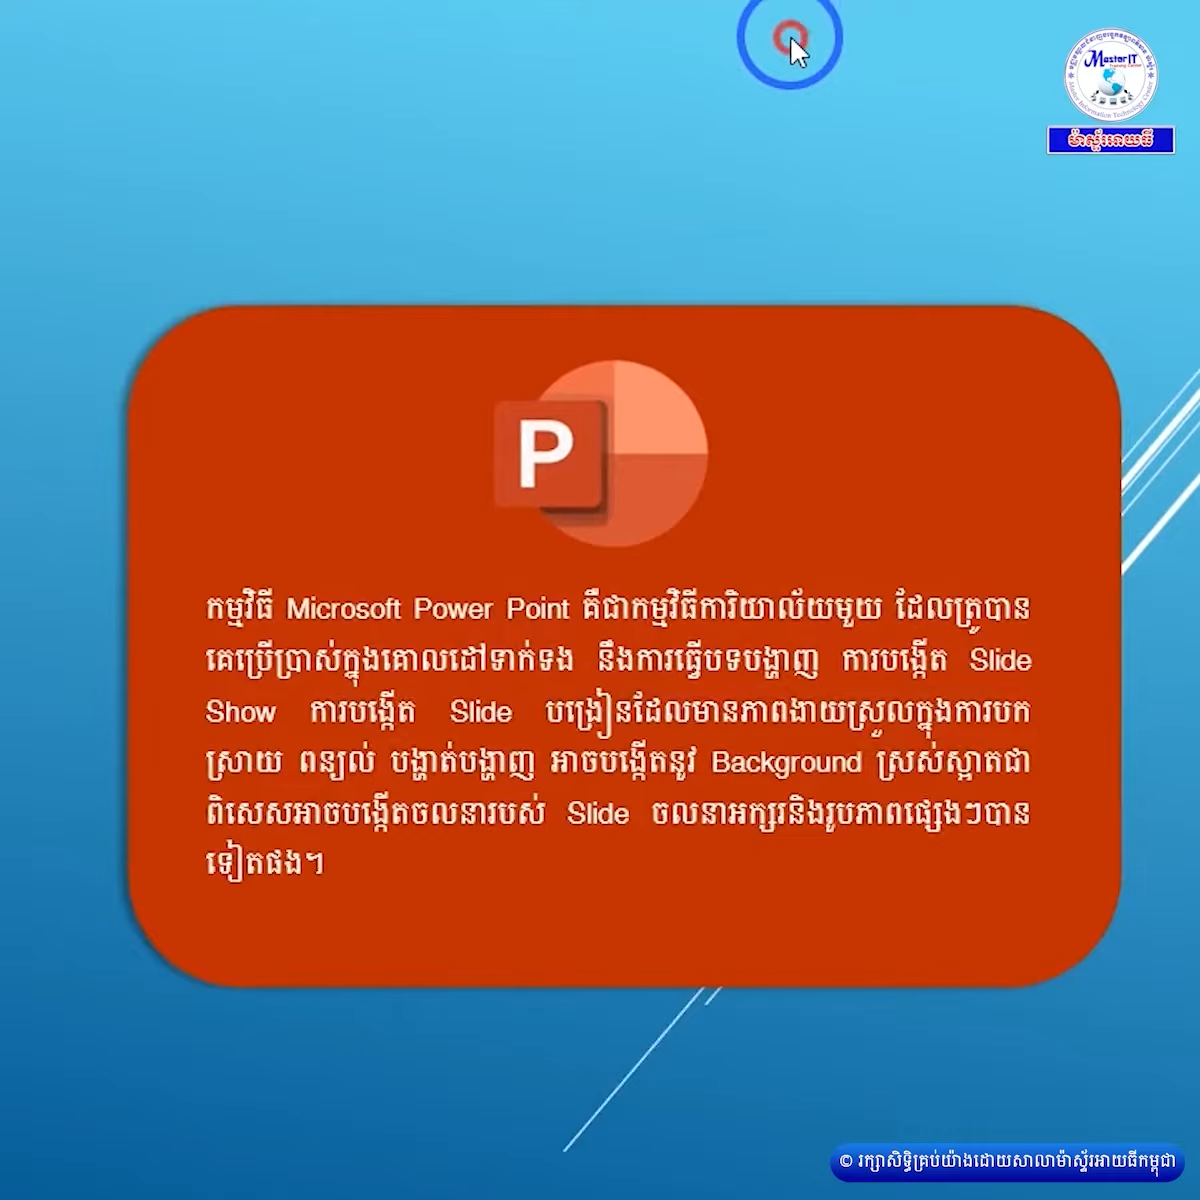 Master IT
Training Center
Master Information Technology Center
ម៉ាស្ទ័រអាយធី
P
កម្មវិធី Microsoft Power Point គឺជាកម្មវិធីការិយាល័យមួយ ដែលត្រូបាន
គេប្រើប្រាស់ក្នុងគោលដៅទាក់ទង នឹងការធ្វើបទបង្ហាញ ការបង្កើត Slide
Show ការបង្កើត Slide បង្រៀនដែលមានភាពងាយស្រួលក្នុងការបក
ស្រាយ ពន្យល់ បង្ហាត់បង្ហាញ អាចបង្កើតនូវ Background ស្រស់ស្អាតជា
ពិសេសអាចបង្កើតចលនារបស់ Slide ចលនាអក្សរនិងរូបភាពផ្សេងៗបាន
ទៀតផង។
© រក្សាសិទ្ធិគ្រប់យ៉ាងដោយសាលាម៉ាស្ទ័រអាយធីកម្ពុជា